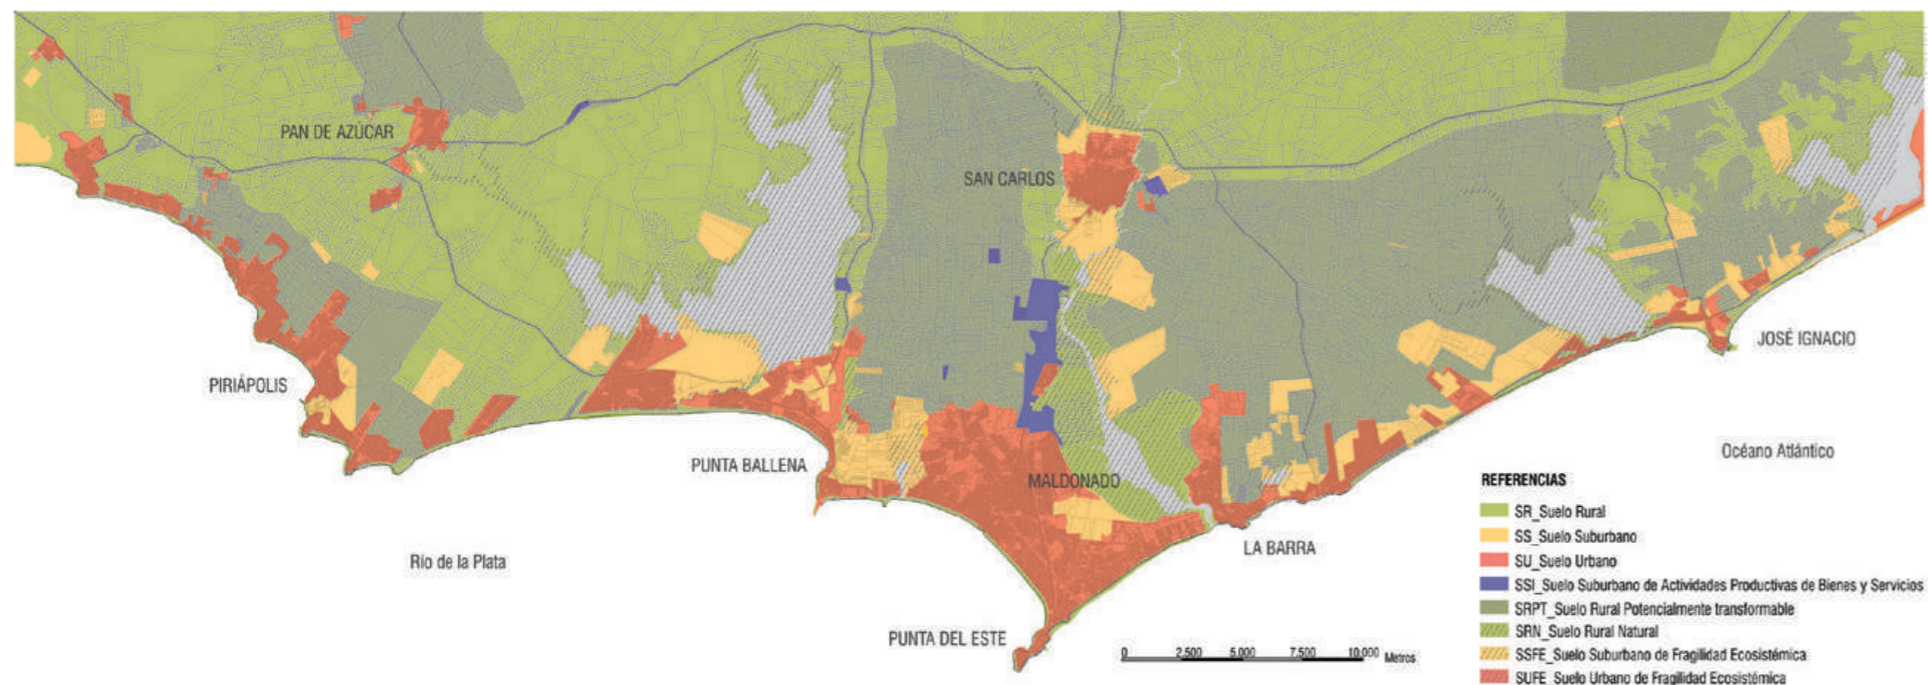 PAN DE AZÚCAR
SAN CARLOS
JOSÉ IGNACIO
PIRIÁPOLIS
PUNTA BALLENA
MALDONADO
Océano Atlántico
LA BARRA
Río de la Plata
PUNTA DEL ESTE
0 2,500 5,000 7,500 10,000 Metros
REFERENCIAS
SR_Suelo Rural
SS_Suelo Suburbano
SU_Suelo Urbano
SSI_Suelo Suburbano de Actividades Productivas de Bienes y Servicios
SRPT_Suelo Rural Potencialmente transformable
SRN_Suelo Rural Natural
SSFE_Suelo Suburbano de Fragilidad Ecosistémica
SUFE_Suelo Urbano de Fragilidad Ecosistémica